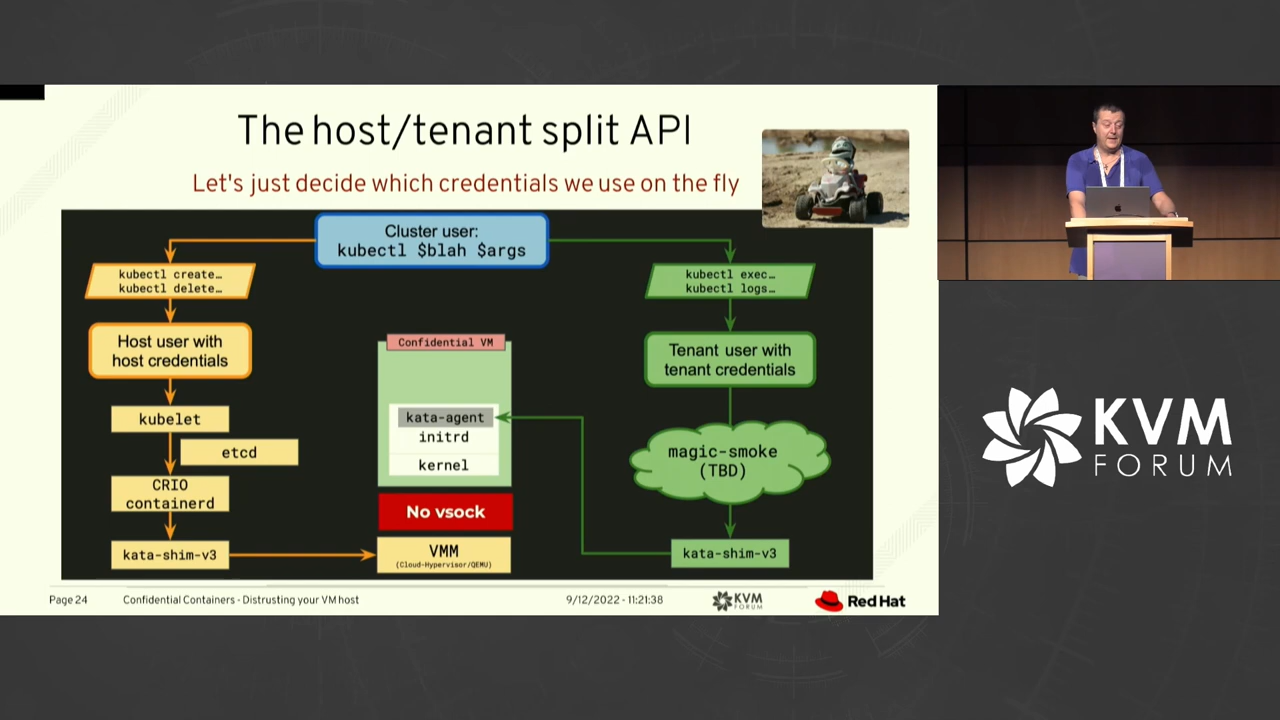 The host/tenant split API
Let's just decide which credentials we use on the fly
Cluster user:
kubectl $blah $args
kubectl create…
kubectl delete…
Host user with
host credentials
kubelet
etcd
CRIO
containerd
kata-shim-v3
Confidential VM
kata-agent
initrd
kernel
No vsock
VMM
(Cloud-Hypervisor/QEMU)
kubectl exec…
kubectl logs…
Tenant user with
tenant credentials
magic-smoke
(TBD)
kata-shim-v3
Page 24
Confidential Containers - Distrusting your VM host
9/12/2022 - 11:21:38
KVM
FORUM
Red Hat
KVM
FORUM